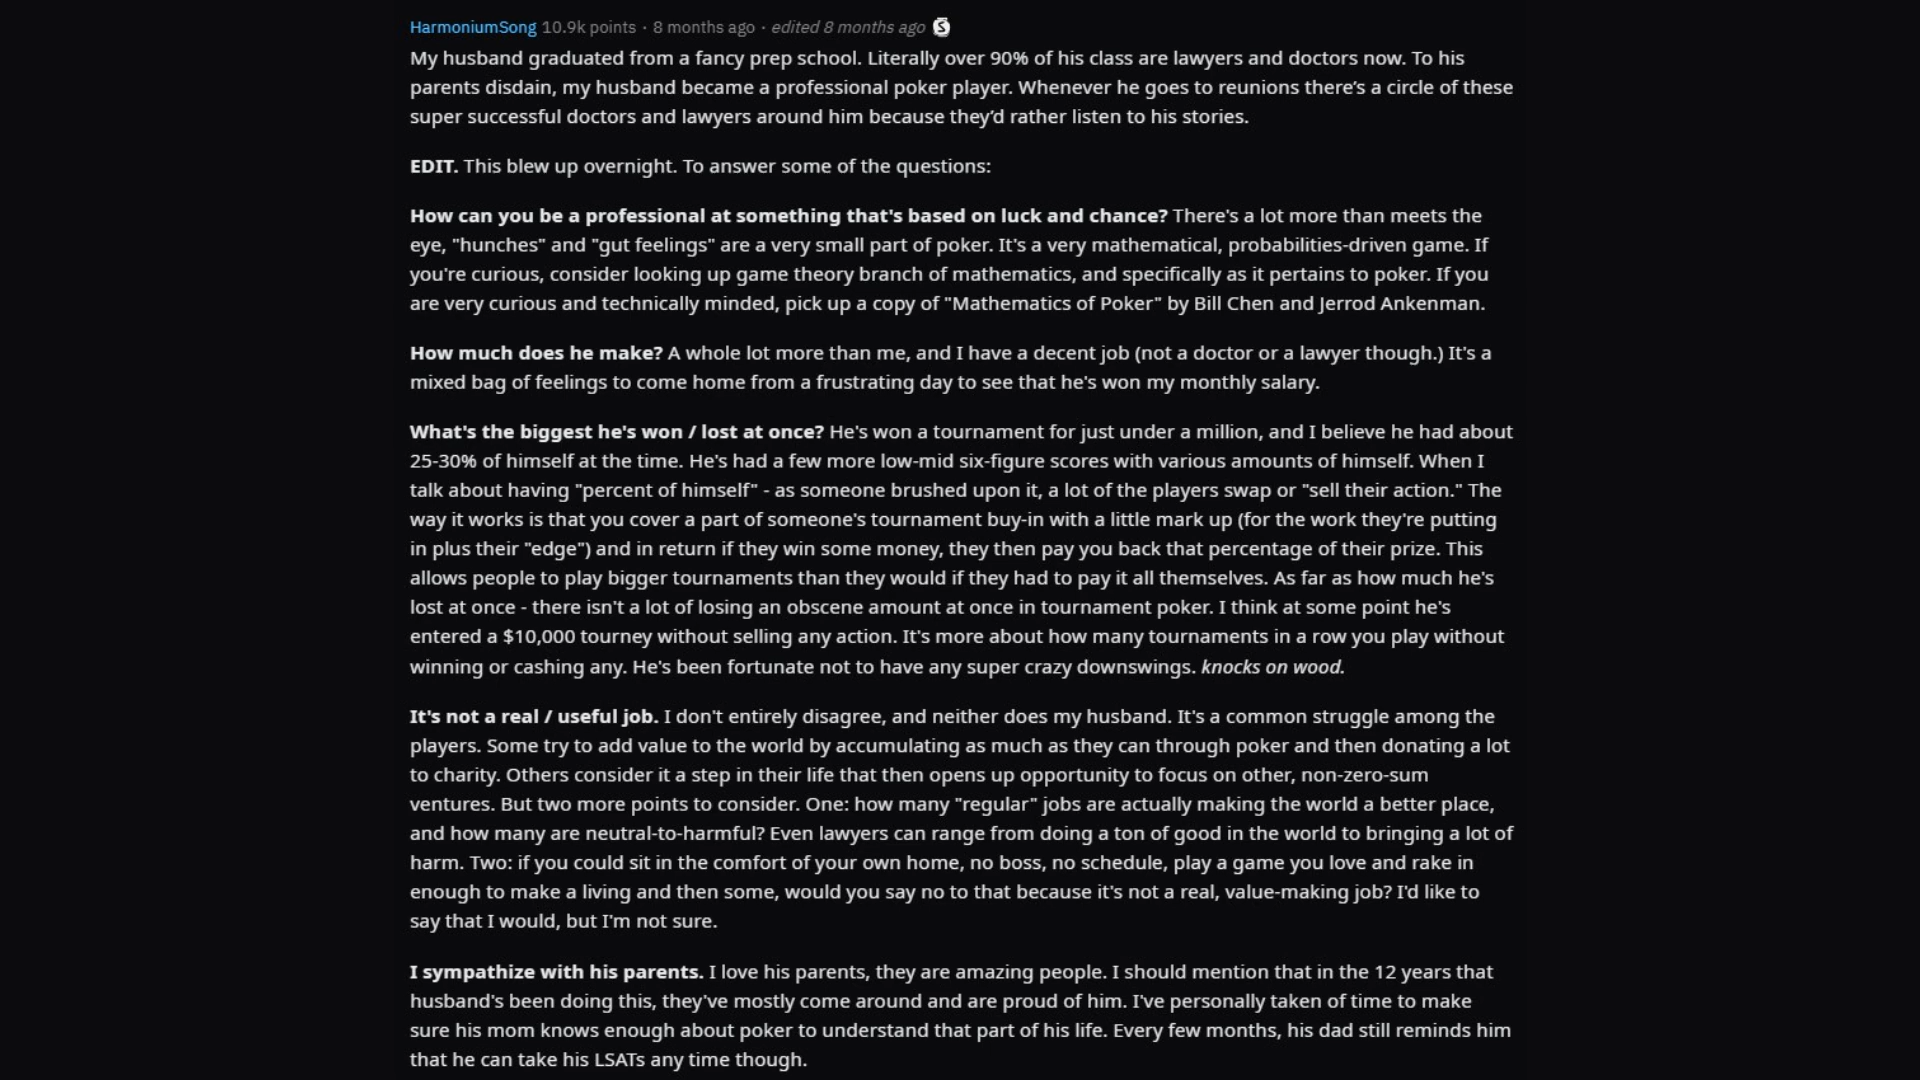 HarmoniumSong 10.9k points · 8 months ago · edited 8 months ago S
My husband graduated from a fancy prep school. Literally over 90% of his class are lawyers and doctors now. To his
parents disdain, my husband became a professional poker player. Whenever he goes to reunions there’s a circle of these
super successful doctors and lawyers around him because they’d rather listen to his stories.
EDIT. This blew up overnight. To answer some of the questions:
How can you be a professional at something that's based on luck and chance? There's a lot more than meets the
eye, "hunches" and "gut feelings" are a very small part of poker. It's a very mathematical, probabilities-driven game. If
you're curious, consider looking up game theory branch of mathematics, and specifically as it pertains to poker. If you
are very curious and technically minded, pick up a copy of "Mathematics of Poker" by Bill Chen and Jerrod Ankenman.
How much does he make? A whole lot more than me, and I have a decent job (not a doctor or a lawyer though.) It's a
mixed bag of feelings to come home from a frustrating day to see that he's won my monthly salary.
What's the biggest he's won / lost at once? He's won a tournament for just under a million, and I believe he had about
25-30% of himself at the time. He's had a few more low-mid six-figure scores with various amounts of himself. When I
talk about having "percent of himself" - as someone brushed upon it, a lot of the players swap or "sell their action." The
way it works is that you cover a part of someone's tournament buy-in with a little mark up (for the work they're putting
in plus their "edge") and in return if they win some money, they then pay you back that percentage of their prize. This
allows people to play bigger tournaments than they would if they had to pay it all themselves. As far as how much he's
lost at once - there isn't a lot of losing an obscene amount at once in tournament poker. I think at some point he's
entered a $10,000 tourney without selling any action. It's more about how many tournaments in a row you play without
winning or cashing any. He's been fortunate not to have any super crazy downswings. knocks on wood.
It's not a real / useful job. I don't entirely disagree, and neither does my husband. It's a common struggle among the
players. Some try to add value to the world by accumulating as much as they can through poker and then donating a lot
to charity. Others consider it a step in their life that then opens up opportunity to focus on other, non-zero-sum
ventures. But two more points to consider. One: how many "regular" jobs are actually making the world a better place,
and how many are neutral-to-harmful? Even lawyers can range from doing a ton of good in the world to bringing a lot of
harm. Two: if you could sit in the comfort of your own home, no boss, no schedule, play a game you love and rake in
enough to make a living and then some, would you say no to that because it's not a real, value-making job? I'd like to
say that I would, but I'm not sure.
I sympathize with his parents. I love his parents, they are amazing people. I should mention that in the 12 years that
husband's been doing this, they've mostly come around and are proud of him. I've personally taken of time to make
sure his mom knows enough about poker to understand that part of his life. Every few months, his dad still reminds him
that he can take his LSATs any time though.